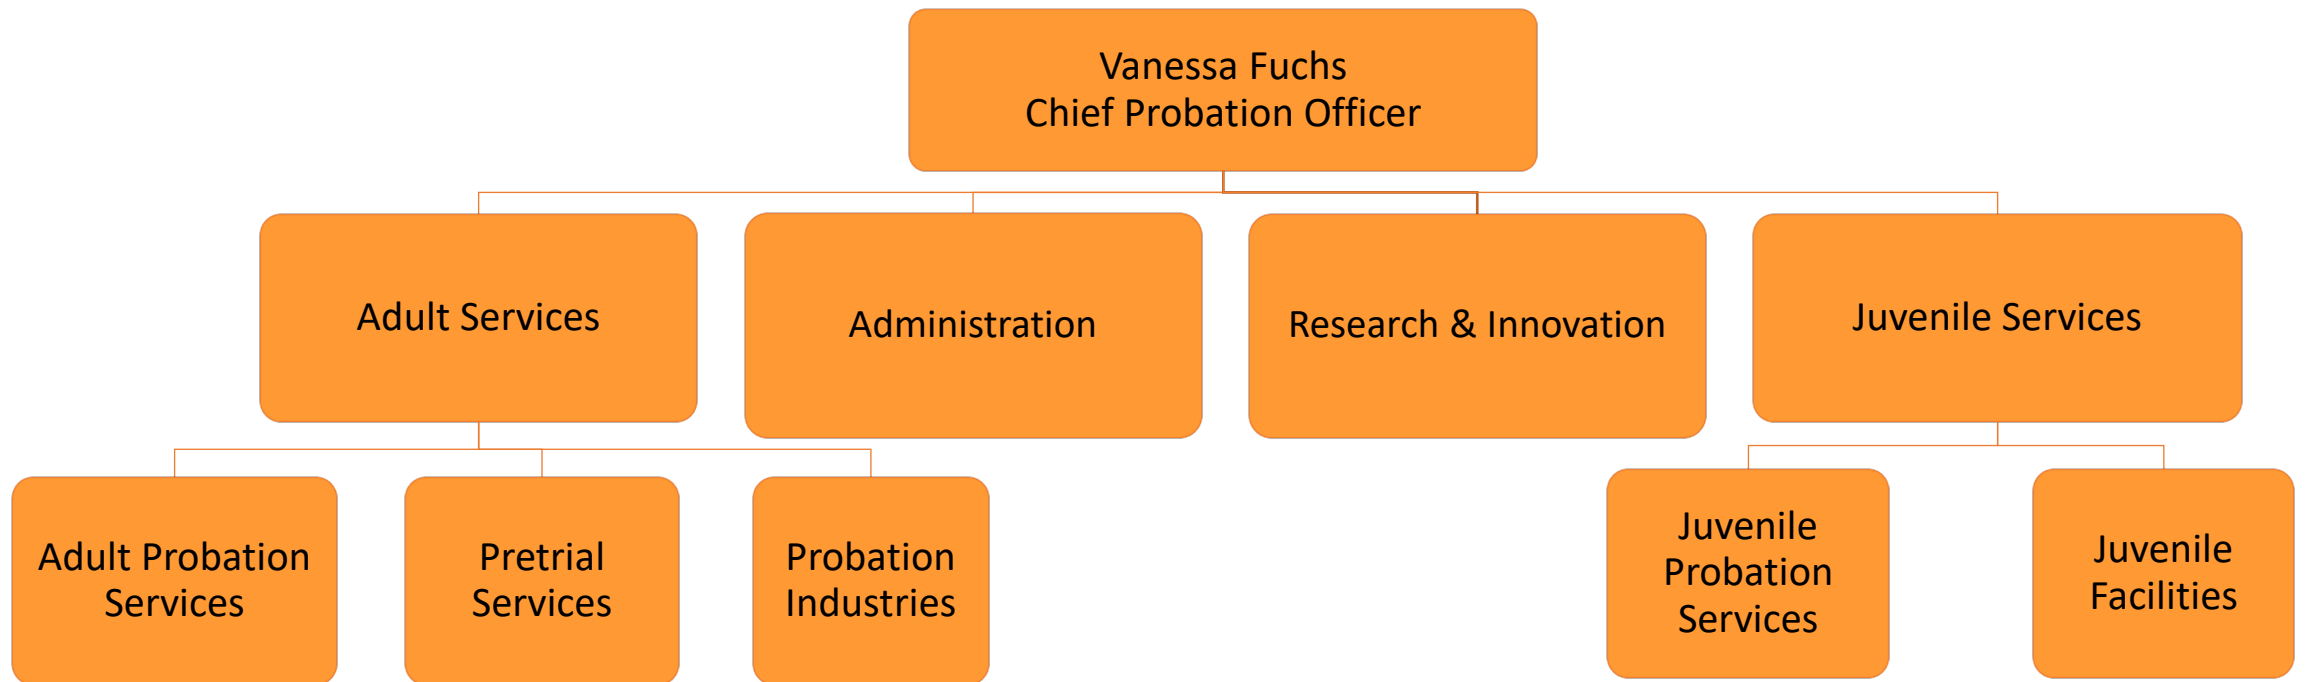 Vanessa Fuchs
Chief Probation Officer
Adult Services
Administration
Research & Innovation
Juvenile Services
Adult Probation
Services
Pretrial
Services
Probation
Industries
Juvenile
Probation
Services
Juvenile
Facilities